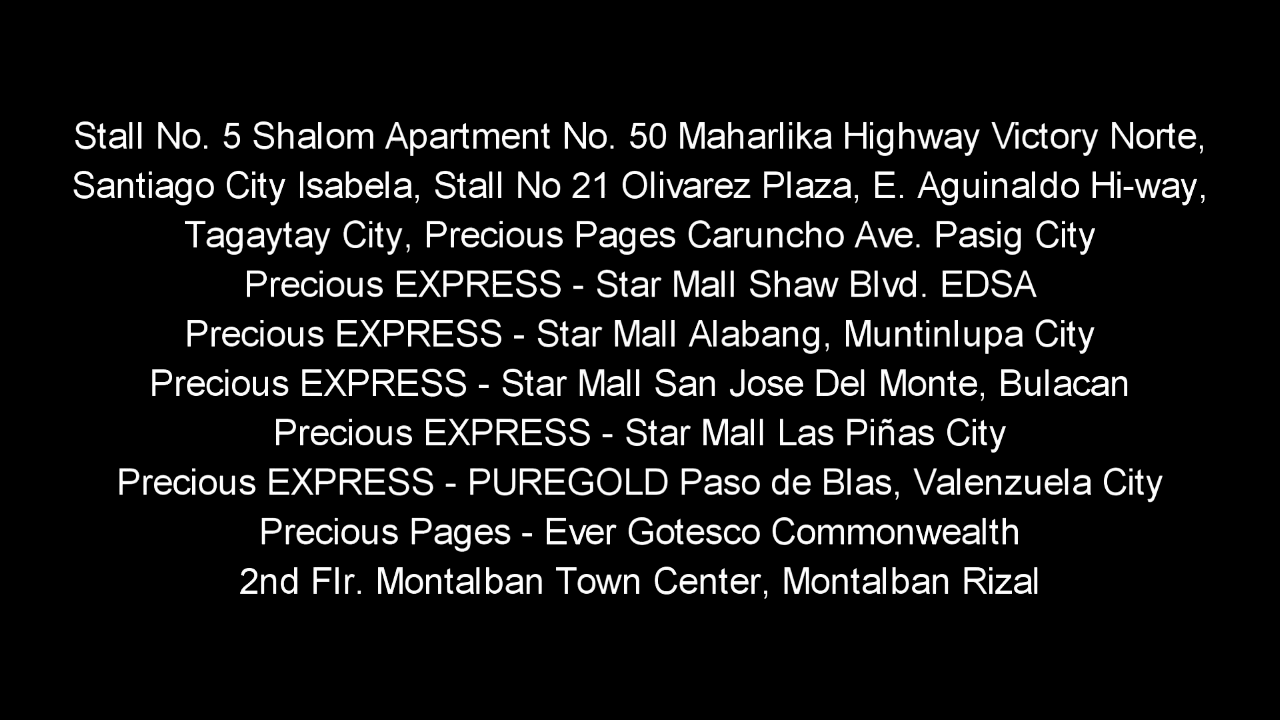 Stall No. 5 Shalom Apartment No. 50 Maharlika Highway Victory Norte,
Santiago City Isabela, Stall No 21 Olivarez Plaza, E. Aguinaldo Hi-way,
Tagaytay City, Precious Pages Caruncho Ave. Pasig City
Precious EXPRESS - Star Mall Shaw Blvd. EDSA
Precious EXPRESS - Star Mall Alabang, Muntinlupa City
Precious EXPRESS - Star Mall San Jose Del Monte, Bulacan
Precious EXPRESS - Star Mall Las Piñas City
Precious EXPRESS - PUREGOLD Paso de Blas, Valenzuela City
Precious Pages - Ever Gotesco Commonwealth
2nd Flr. Montalban Town Center, Montalban Rizal